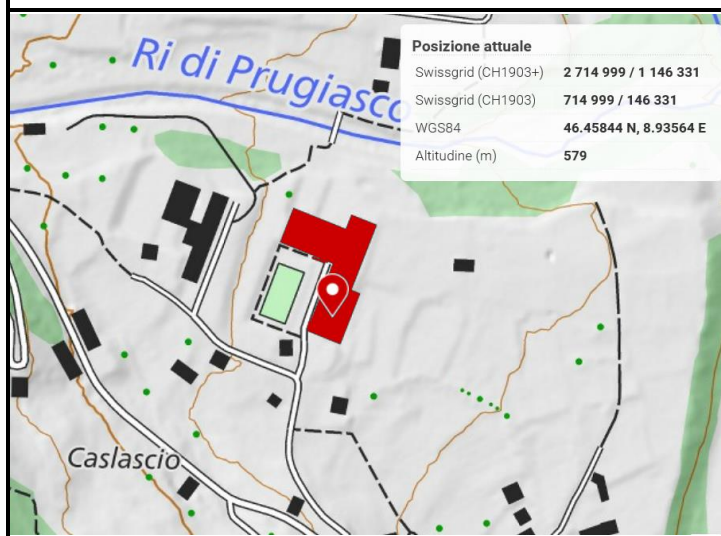 Ri di Prugiasco
Posizione attuale
Swissgrid (CH1903+) 2 714 999 / 1 146 331
Swissgrid (CH1903) 714 999 / 146 331
WGS84 46.45844 N, 8.93564 E
Altitudine (m) 579
Caslascio